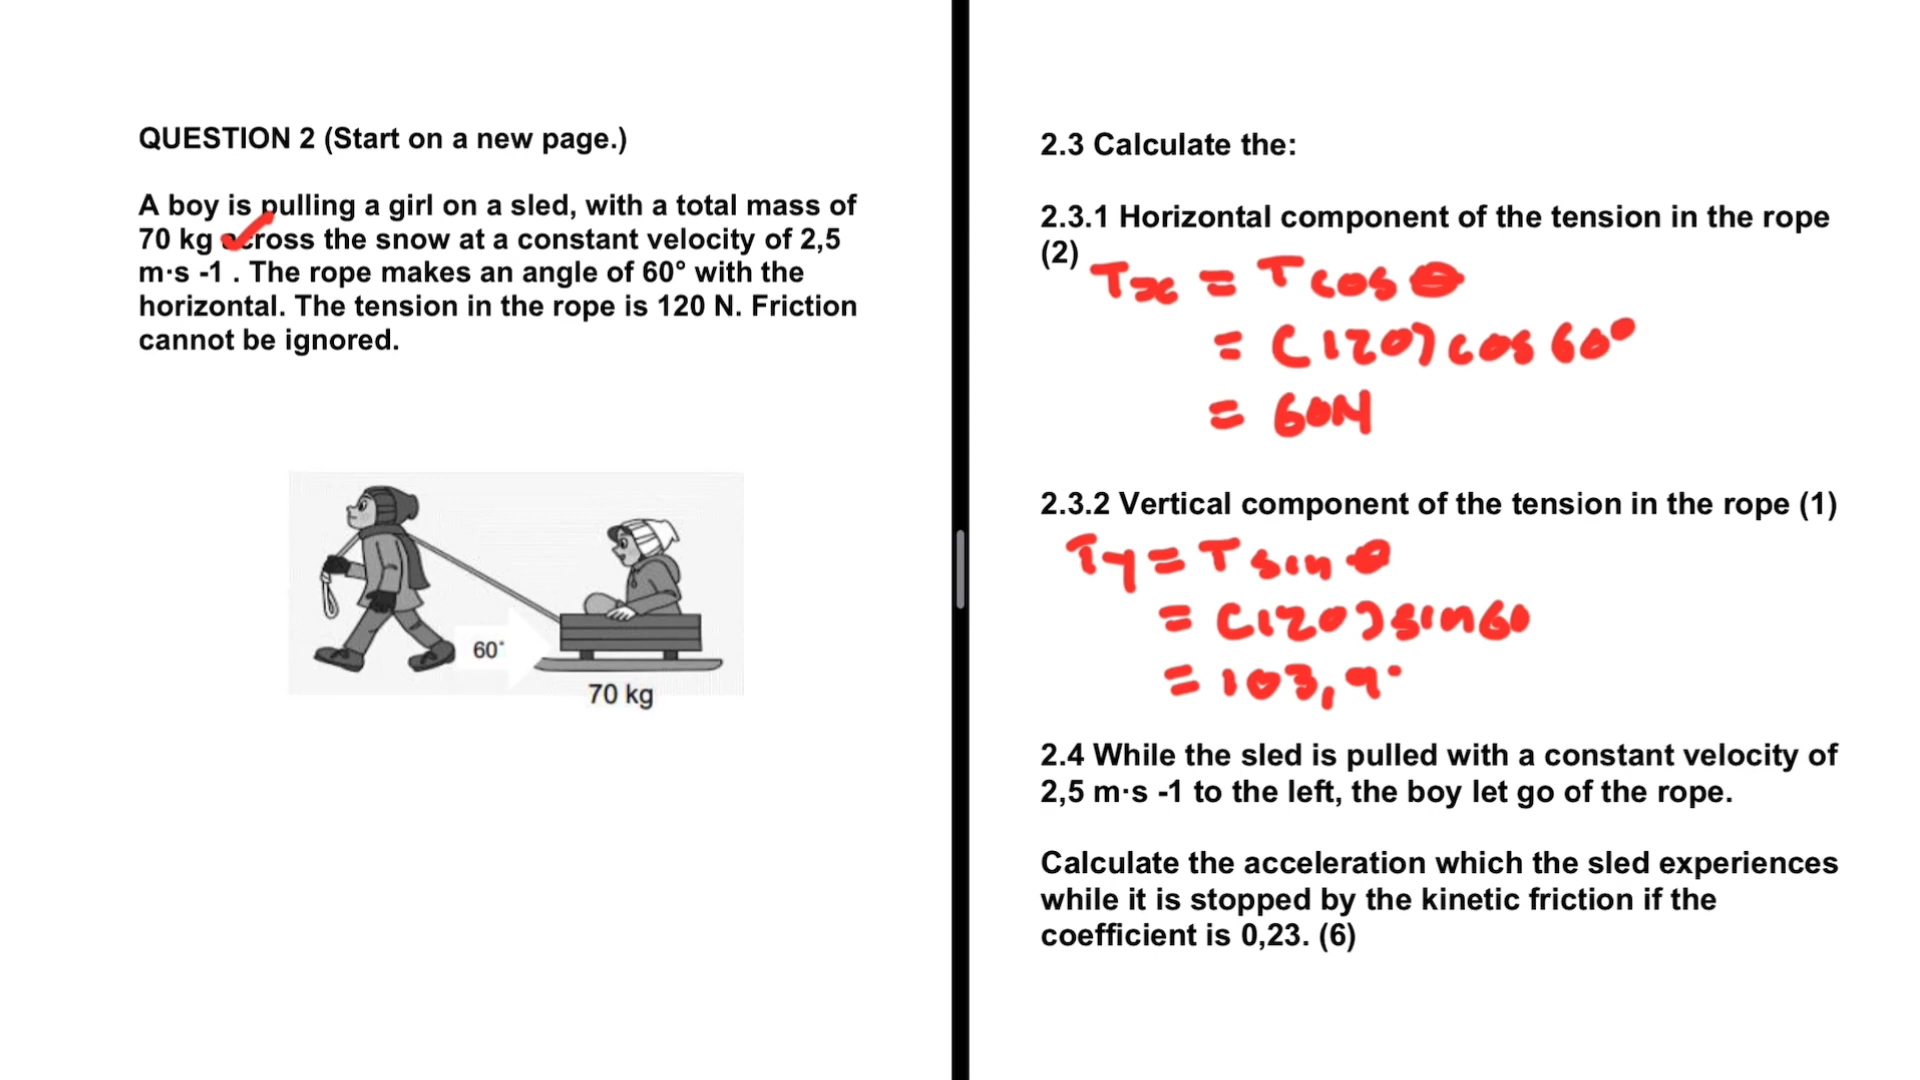 QUESTION 2 (Start on a new page.)
A boy is pulling a girl on a sled, with a total mass of
70 kg across the snow at a constant velocity of 2,5
m·s -1 . The rope makes an angle of 60° with the
horizontal. The tension in the rope is 120 N. Friction
cannot be ignored.
60°
70 kg
2.3 Calculate the:
2.3.1 Horizontal component of the tension in the rope
(2)
Tx = T cos θ
= (120) cos 60°
= 60N
2.3.2 Vertical component of the tension in the rope (1)
Ty = T sin θ
= (120) sin 60
= 103,9
2.4 While the sled is pulled with a constant velocity of
2,5 m·s -1 to the left, the boy let go of the rope.
Calculate the acceleration which the sled experiences
while it is stopped by the kinetic friction if the
coefficient is 0,23. (6)